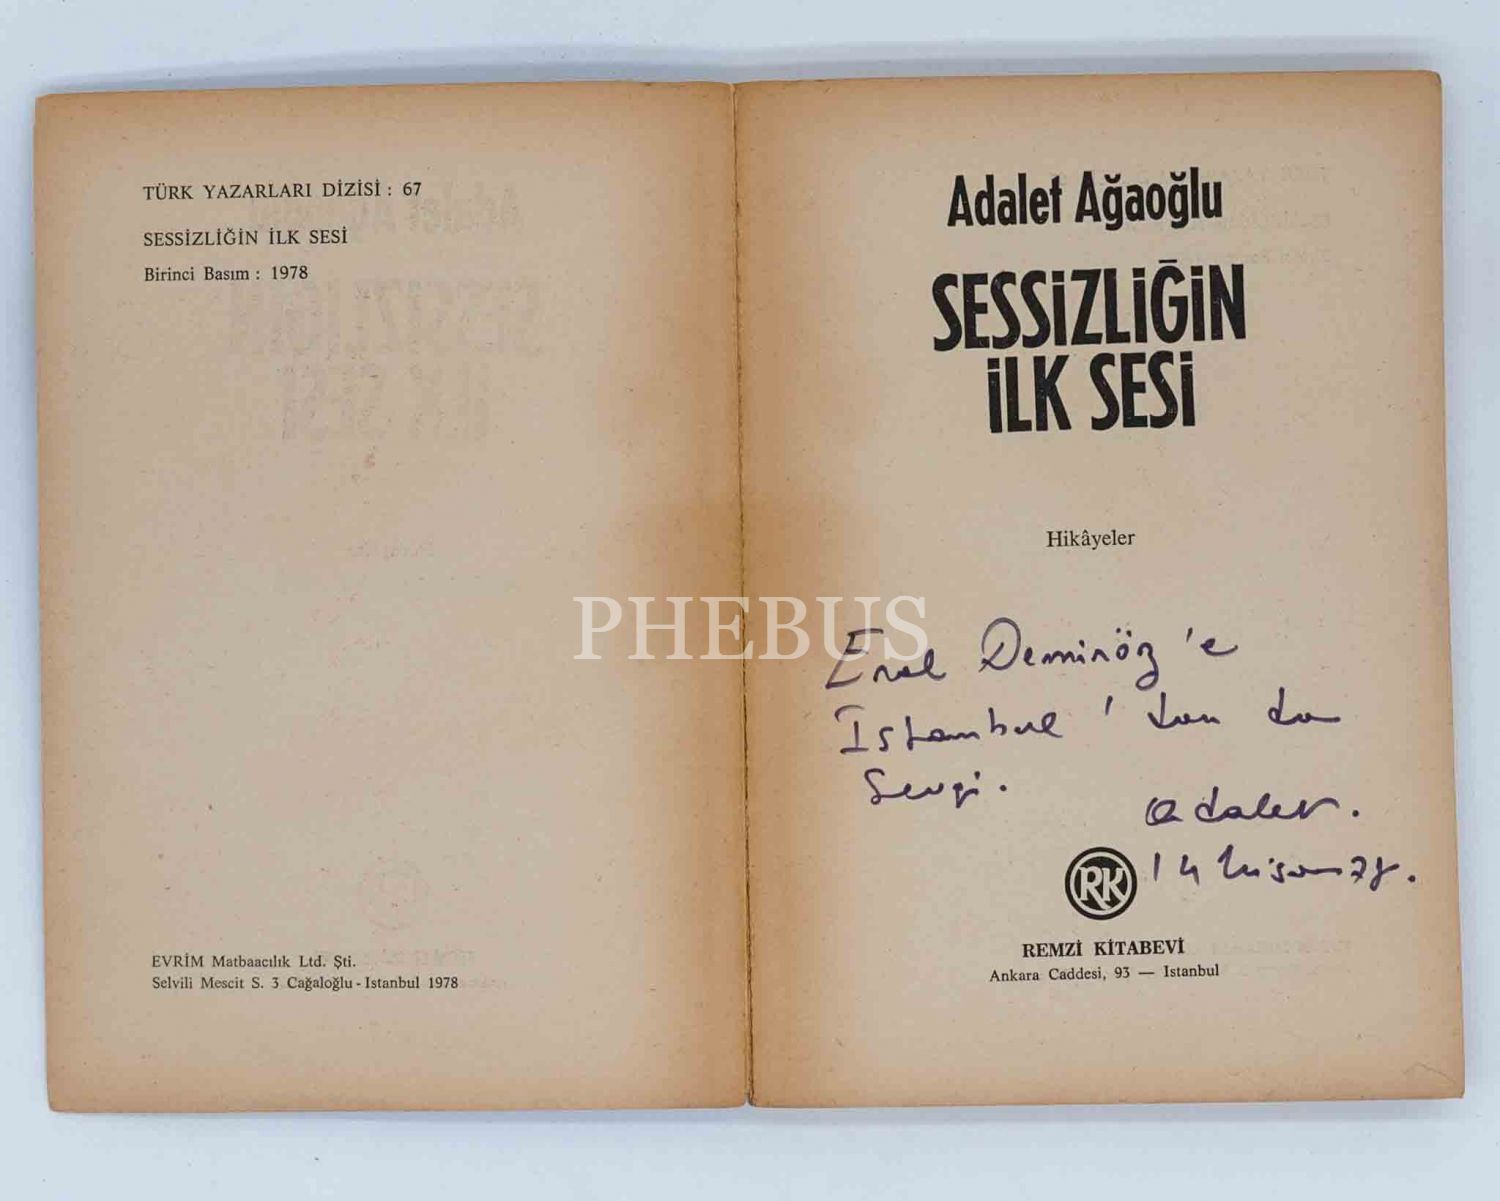 TÜRK YAZARLARI DİZİSİ : 67
SESSİZLİĞİN İLK SESİ
Birinci Basım : 1978
EVRİM Matbaacılık Ltd. Şti.
Selvili Mescit S. 3 Cağaloğlu - Istanbul 1978
Adalet Ağaoğlu
SESSİZLİĞİN
İLK SESİ
Hikâyeler
PHEBUS
Demiröz'e
Istanbul'dan da
sevgi.
Adalet.
14 Nisan 78.
RK
REMZİ KİTABEVİ
Ankara Caddesi, 93 — Istanbul